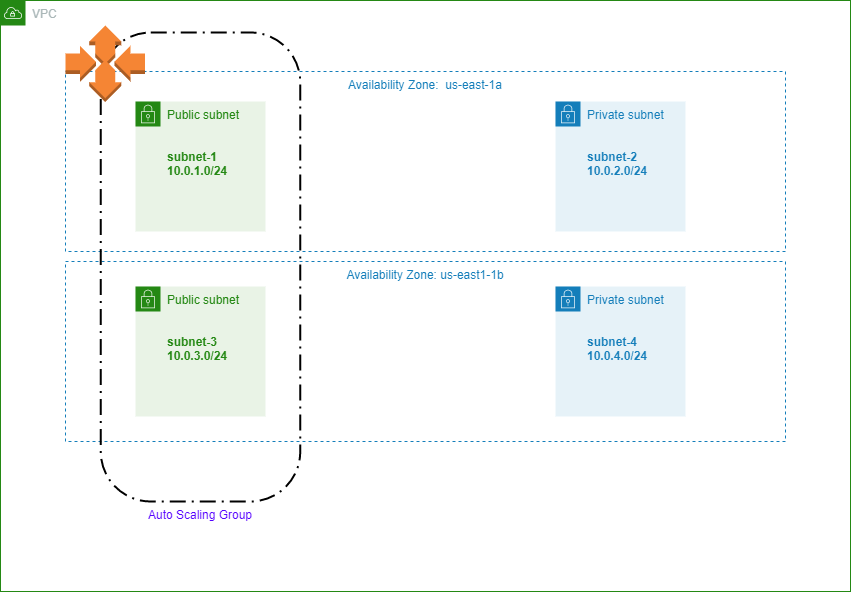 VPC
Availability Zone:  us-east-1a
Public subnet
Private subnet
subnet-1
10.0.1.0/24
subnet-2
10.0.2.0/24
Availability Zone: us-east1-1b
Public subnet
Private subnet
subnet-3
10.0.3.0/24
subnet-4
10.0.4.0/24
Auto Scaling Group